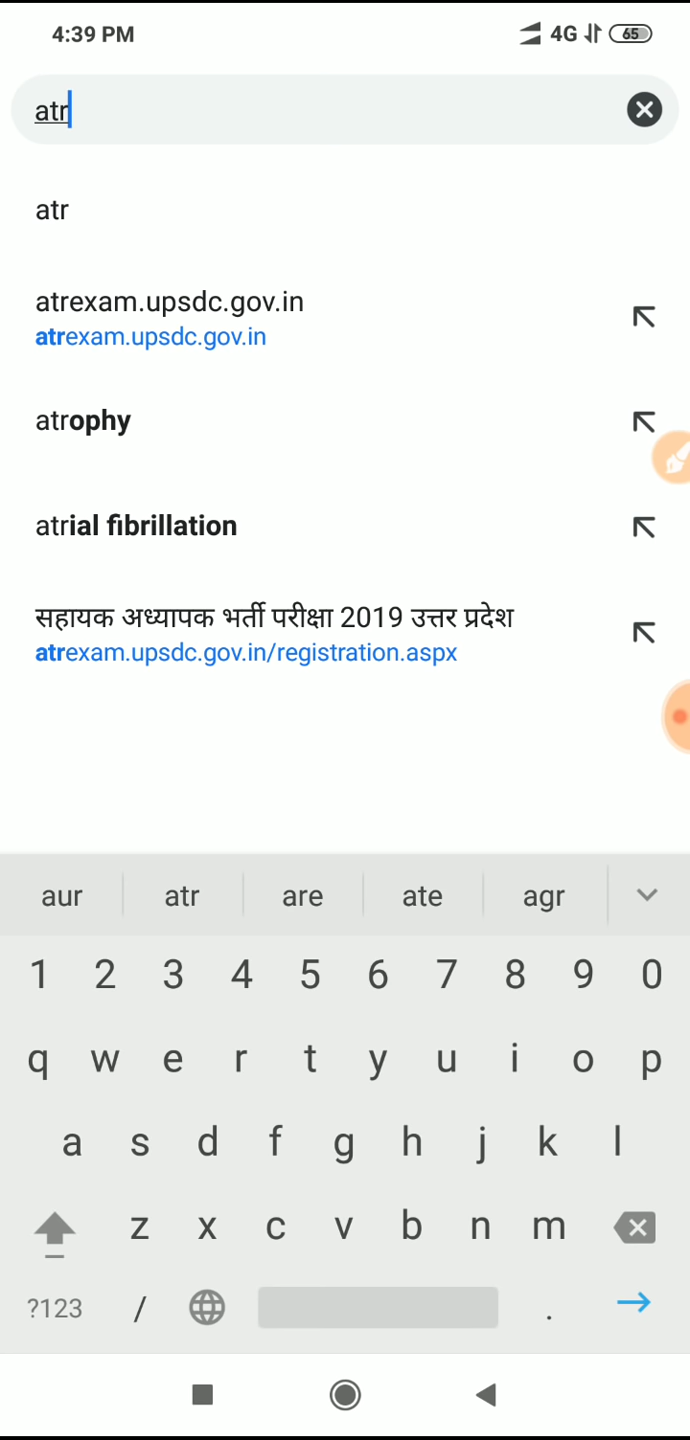 4:39 PM
4G 65
atr
atr
atrexam.upsdc.gov.in
atrexam.upsdc.gov.in
atrophy
atrial fibrillation
सहायक अध्यापक भर्ती परीक्षा 2019 उत्तर प्रदेश
atrexam.upsdc.gov.in/registration.aspx
aur atr are ate agr
1 2 3 4 5 6 7 8 9 0
q w e r t y u i o p
a s d f g h j k l
z x c v b n m
?123 / .